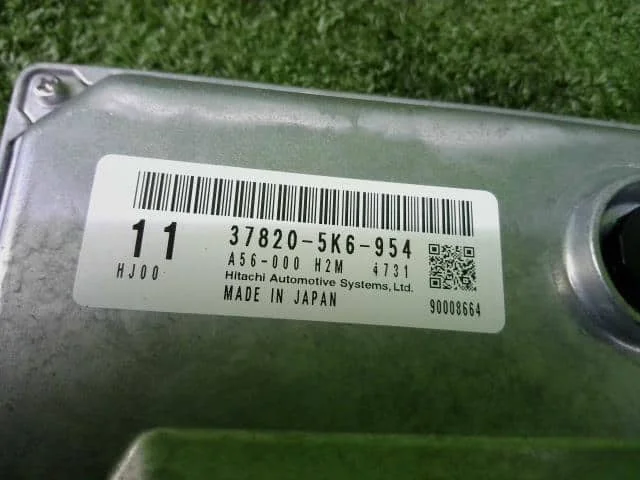 11 37820-5K6-954
HJ00 A56-000 H2M 4731
Hitachi Automotive Systems,Ltd.
MADE IN JAPAN 90008664